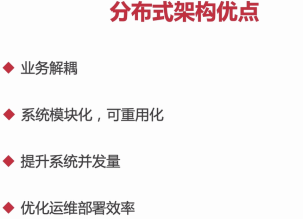 分布式架构优点
业务解耦
系统模块化，可重用化
提升系统并发量
优化运维部署效率